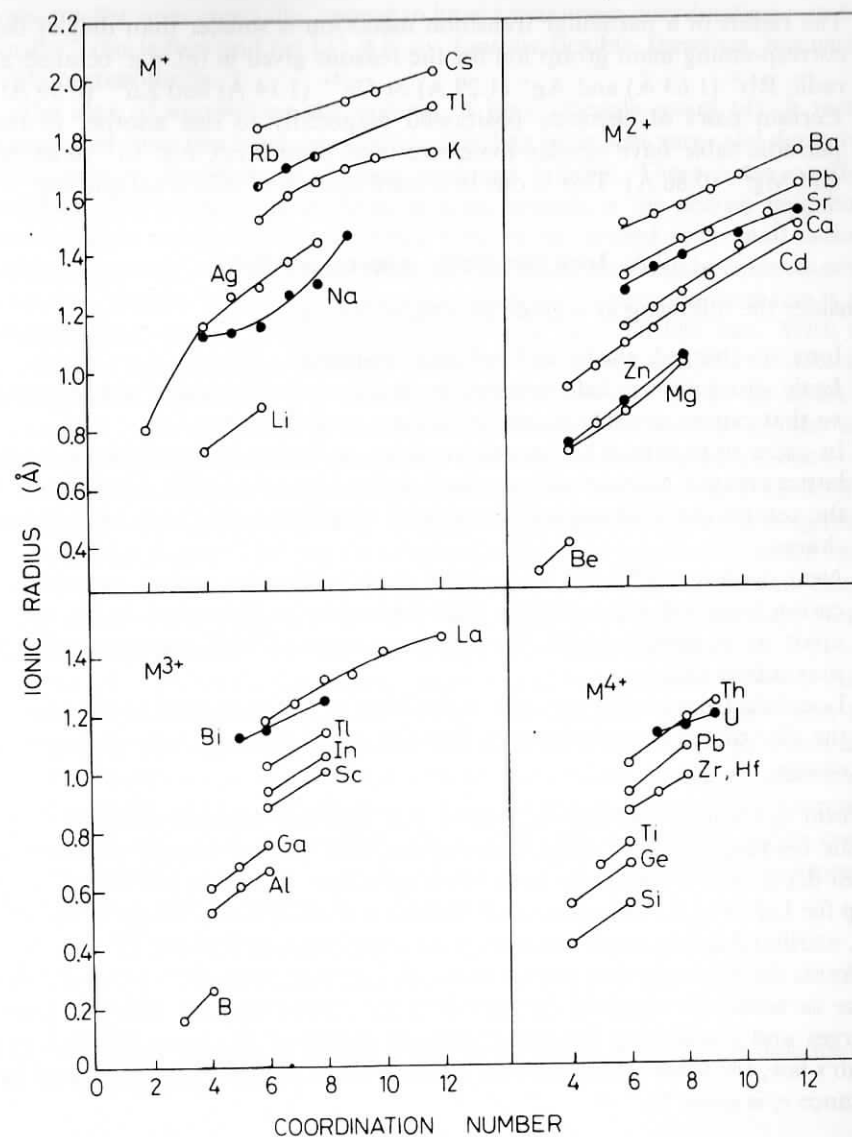 2.2
M+
Cs
2.0
Tl
1.8
Rb
K
1.6
1.4
Ag
Na
1.2
1.0
0.8
Li
0.6
0.4
M2+
Ba
Pb
Sr
Ca
Cd
Zn
Mg
Be
IONIC RADIUS (Å)
M3+
La
1.4
1.2
Bi
Tl
In
1.0
Sc
0.8
Ga
0.6
Al
0.4
B
0.2
0
M4+
Th
U
Pb
Zr, Hf
Ti
Ge
Si
0 2 4 6 8 10 12
4 6 8 10 12
COORDINATION NUMBER